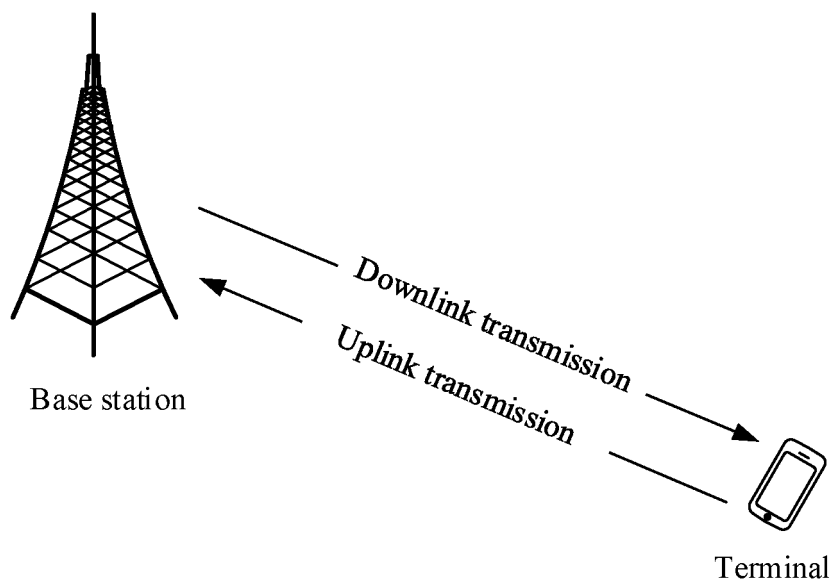 Downlink transmission
Uplink transmission
Base station
Terminal